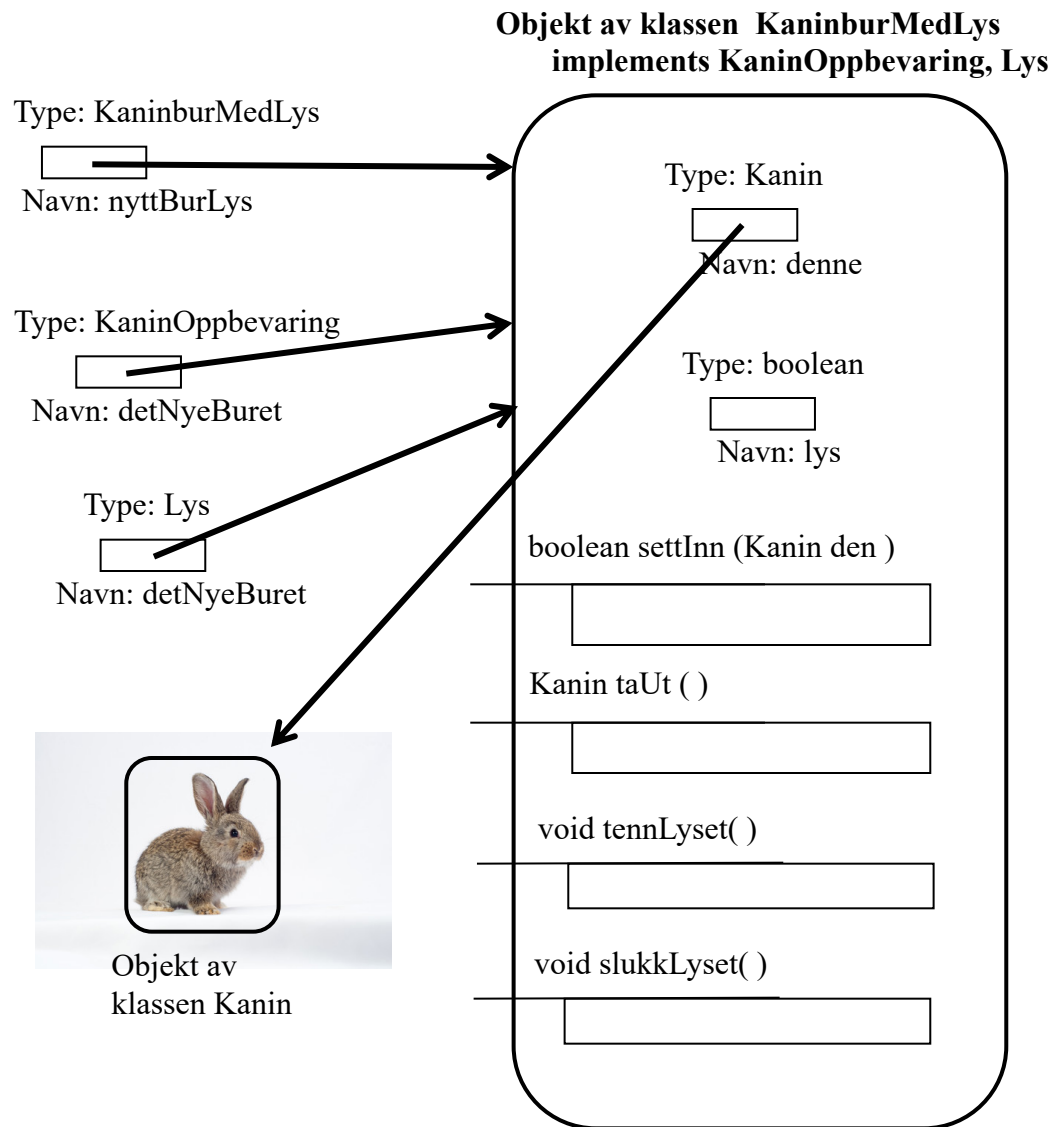 Objekt av klassen KaninburMedLys
implements KaninOppbevaring, Lys
Type: KaninburMedLys
Navn: nyttBurLys
Type: KaninOppbevaring
Navn: detNyeBuret
Type: Lys
Navn: detNyeBuret
Objekt av
klassen Kanin
Type: Kanin
Navn: denne
Type: boolean
Navn: lys
boolean settInn (Kanin den )
Kanin taUt ( )
void tennLyset( )
void slukkLyset( )